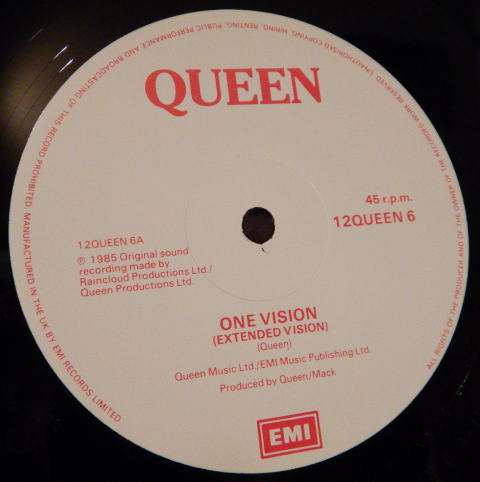 QUEEN
45 r.p.m.
12QUEEN 6
12QUEEN 6A
℗ 1985 Original sound
recording made by
Raincloud Productions Ltd./
Queen Productions Ltd.
ONE VISION
(EXTENDED VISION)
(Queen)
Queen Music Ltd./EMI Music Publishing Ltd.
Produced by Queen/Mack
EMI
ALL RIGHTS OF THE PRODUCER AND OF THE OWNER OF THE RECORDED WORK RESERVED. UNAUTHORISED COPYING, HIRING, RENTING, PUBLIC PERFORMANCE AND BROADCASTING OF THIS RECORD PROHIBITED. MANUFACTURED IN THE UK BY EMI RECORDS LIMITED